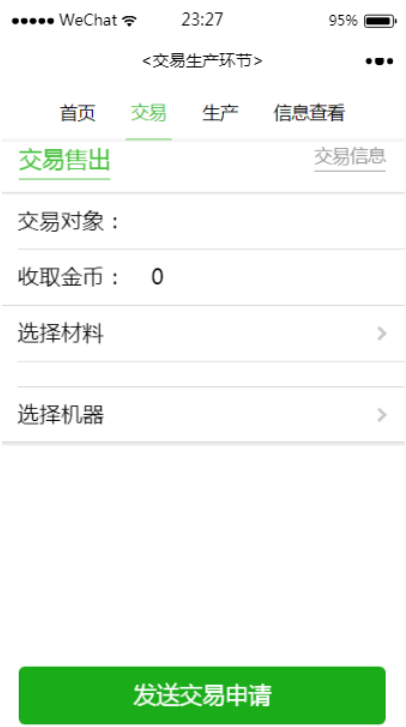 ●●●●● WeChat 23:27 95%
<交易生产环节> •••
首页 交易 生产 信息查看
交易售出 交易信息
交易对象：
收取金币： 0
选择材料 >
选择机器 >
发送交易申请